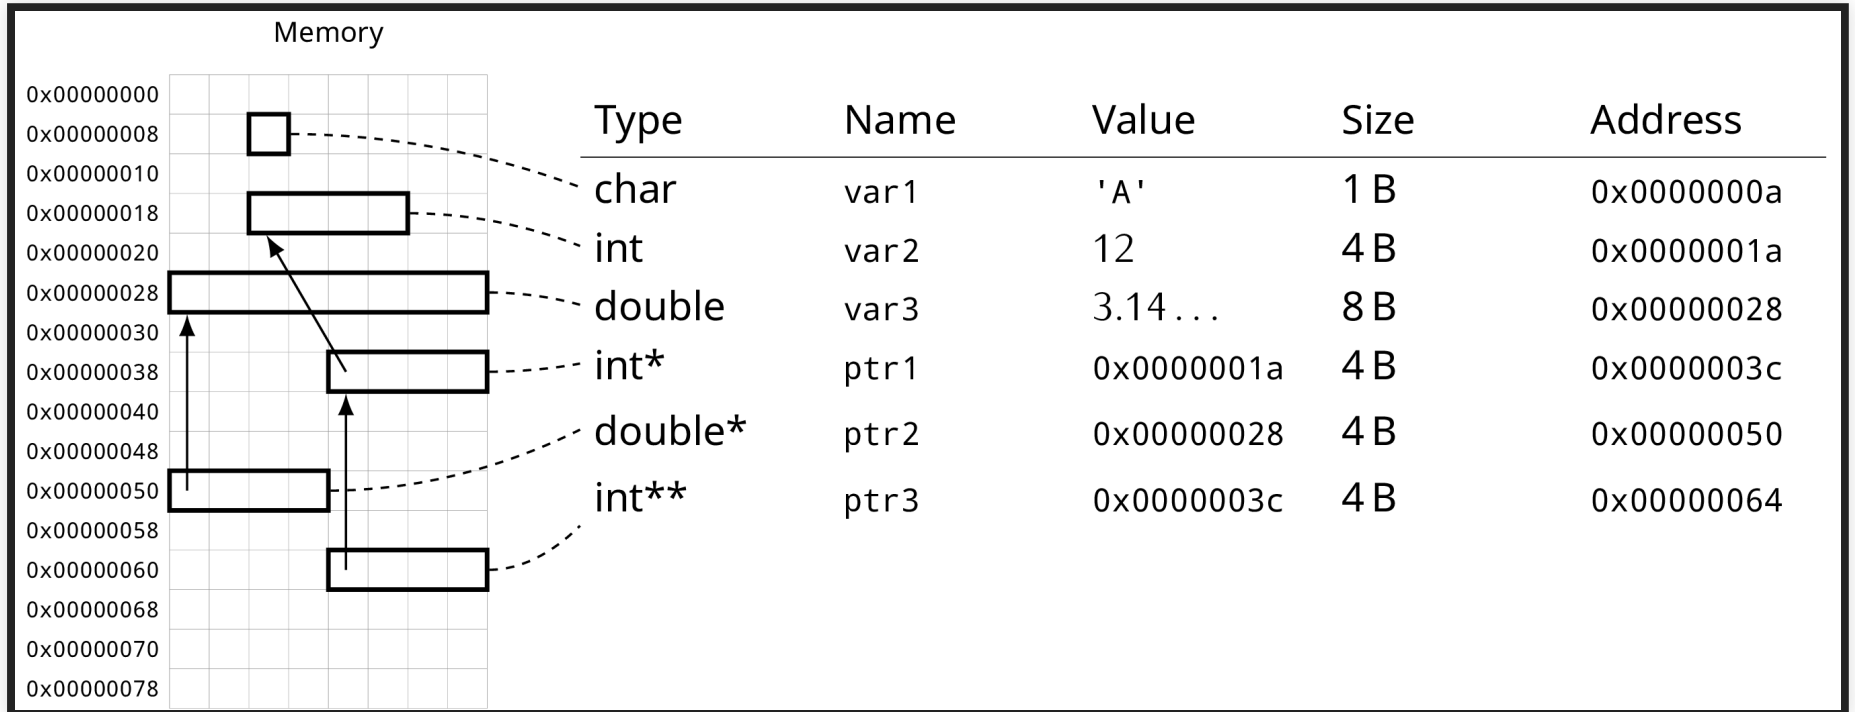 Memory
0x00000000
0x00000008
0x00000010
0x00000018
0x00000020
0x00000028
0x00000030
0x00000038
0x00000040
0x00000048
0x00000050
0x00000058
0x00000060
0x00000068
0x00000070
0x00000078
Type Name Value Size Address
char var1 'A' 1 B 0x0000000a
int var2 12 4 B 0x0000001a
double var3 3.14... 8 B 0x00000028
int* ptr1 0x0000001a 4 B 0x0000003c
double* ptr2 0x00000028 4 B 0x00000050
int** ptr3 0x0000003c 4 B 0x00000064